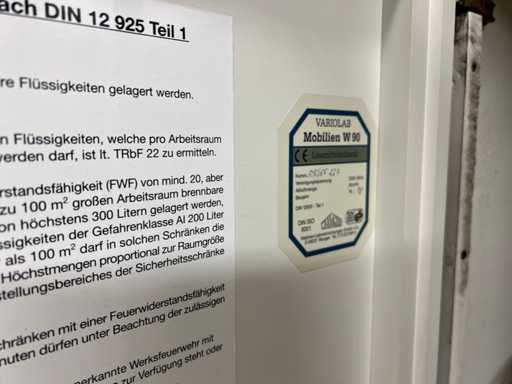 ach DIN 12 925 Teil 1
re Flüssigkeiten gelagert werden.
n Flüssigkeiten, welche pro Arbeitsraum
werden darf, ist lt. TRbF 22 zu ermitteln.
rstandsfähigkeit (FWF) von mind. 20, aber
zu 100 m² großen Arbeitsraum brennbare
on höchstens 300 Litern gelagert werden,
ssigkeiten der Gefahrenklasse AI 200 Liter
als 100 m² darf in solchen Schränken die
Höchstmengen proportional zur Raumgröße
stellungsbereiches der Sicherheitsschränke
chränken mit einer Feuerwiderstandsfähigkeit
nuten dürfen unter Beachtung der zulässigen
nerkannte Werksfeuerwehr mit
zur Verfügung steht oder
VARIOLAB
Mobilien W 90
CE
DIN ISO
9001